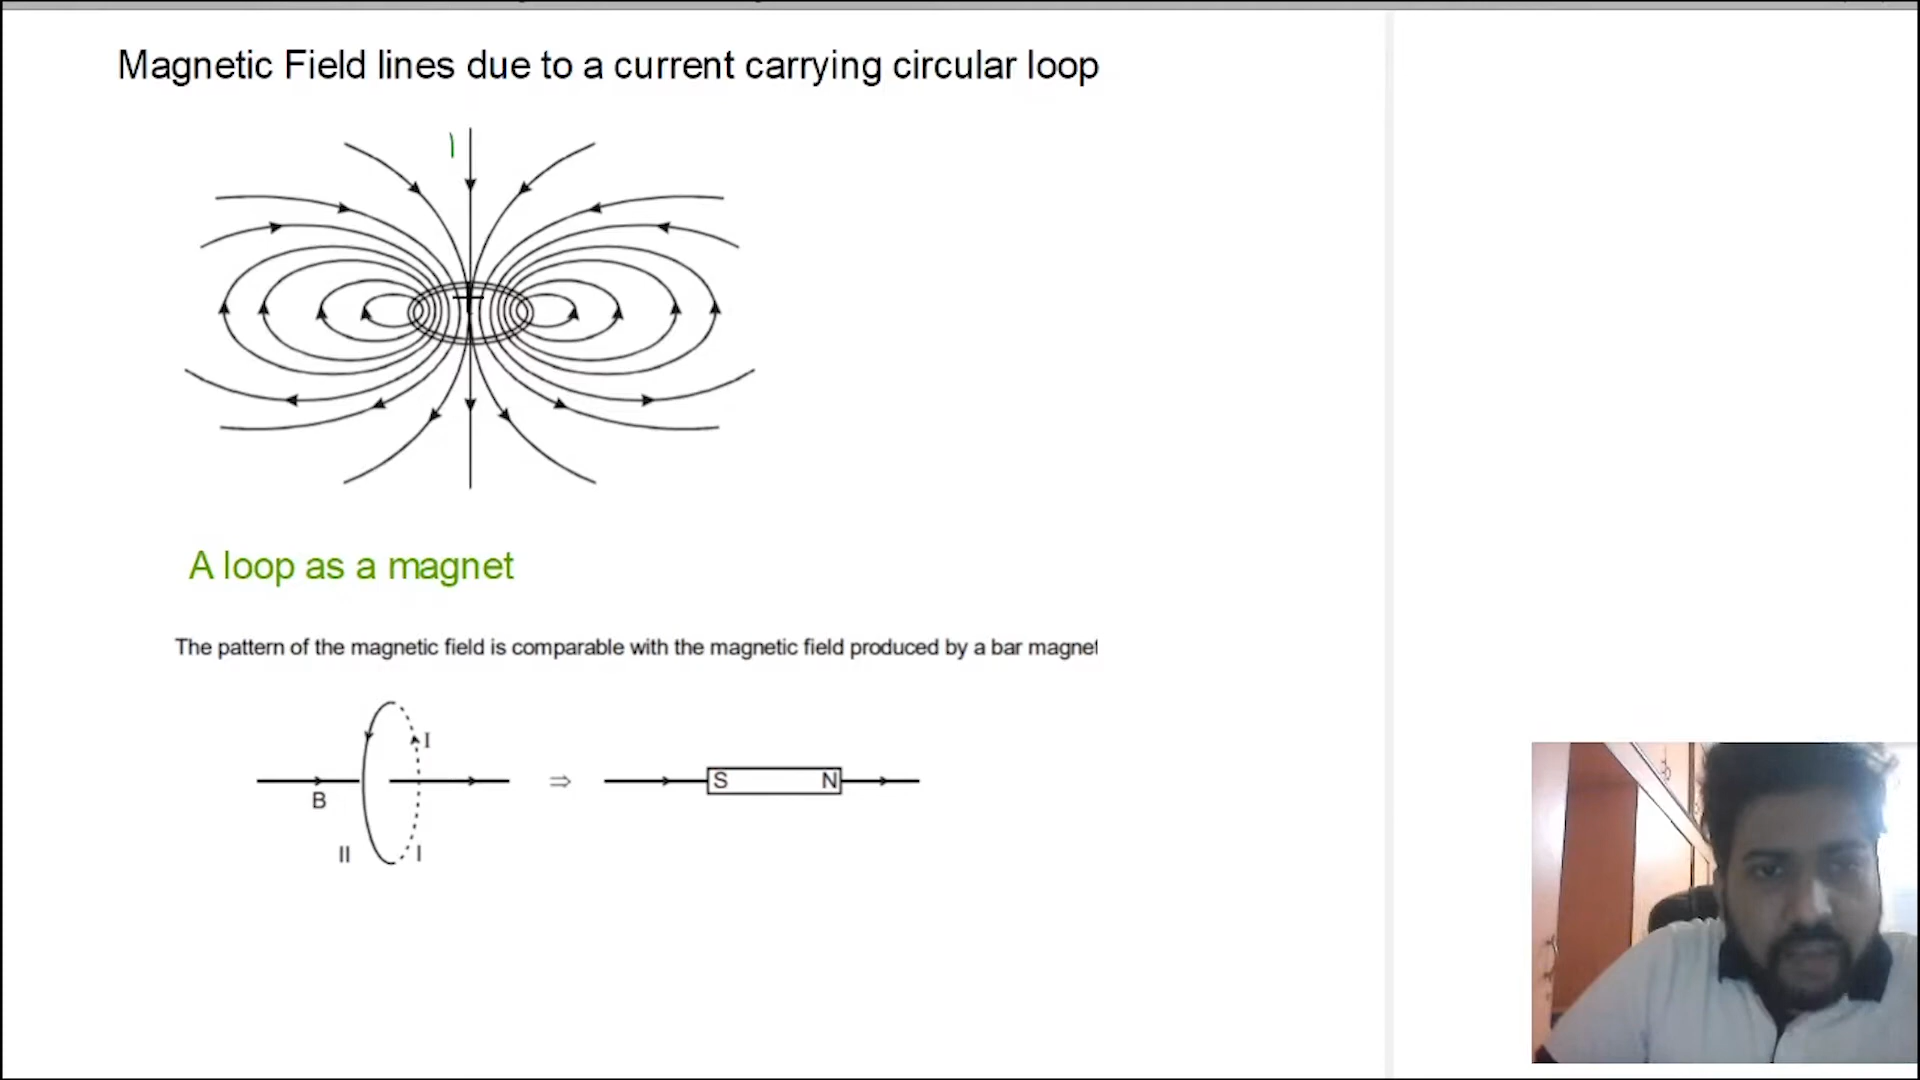 Magnetic Field lines due to a current carrying circular loop
A loop as a magnet
The pattern of the magnetic field is comparable with the magnetic field produced by a bar magnet
I
B
S
N
II
I